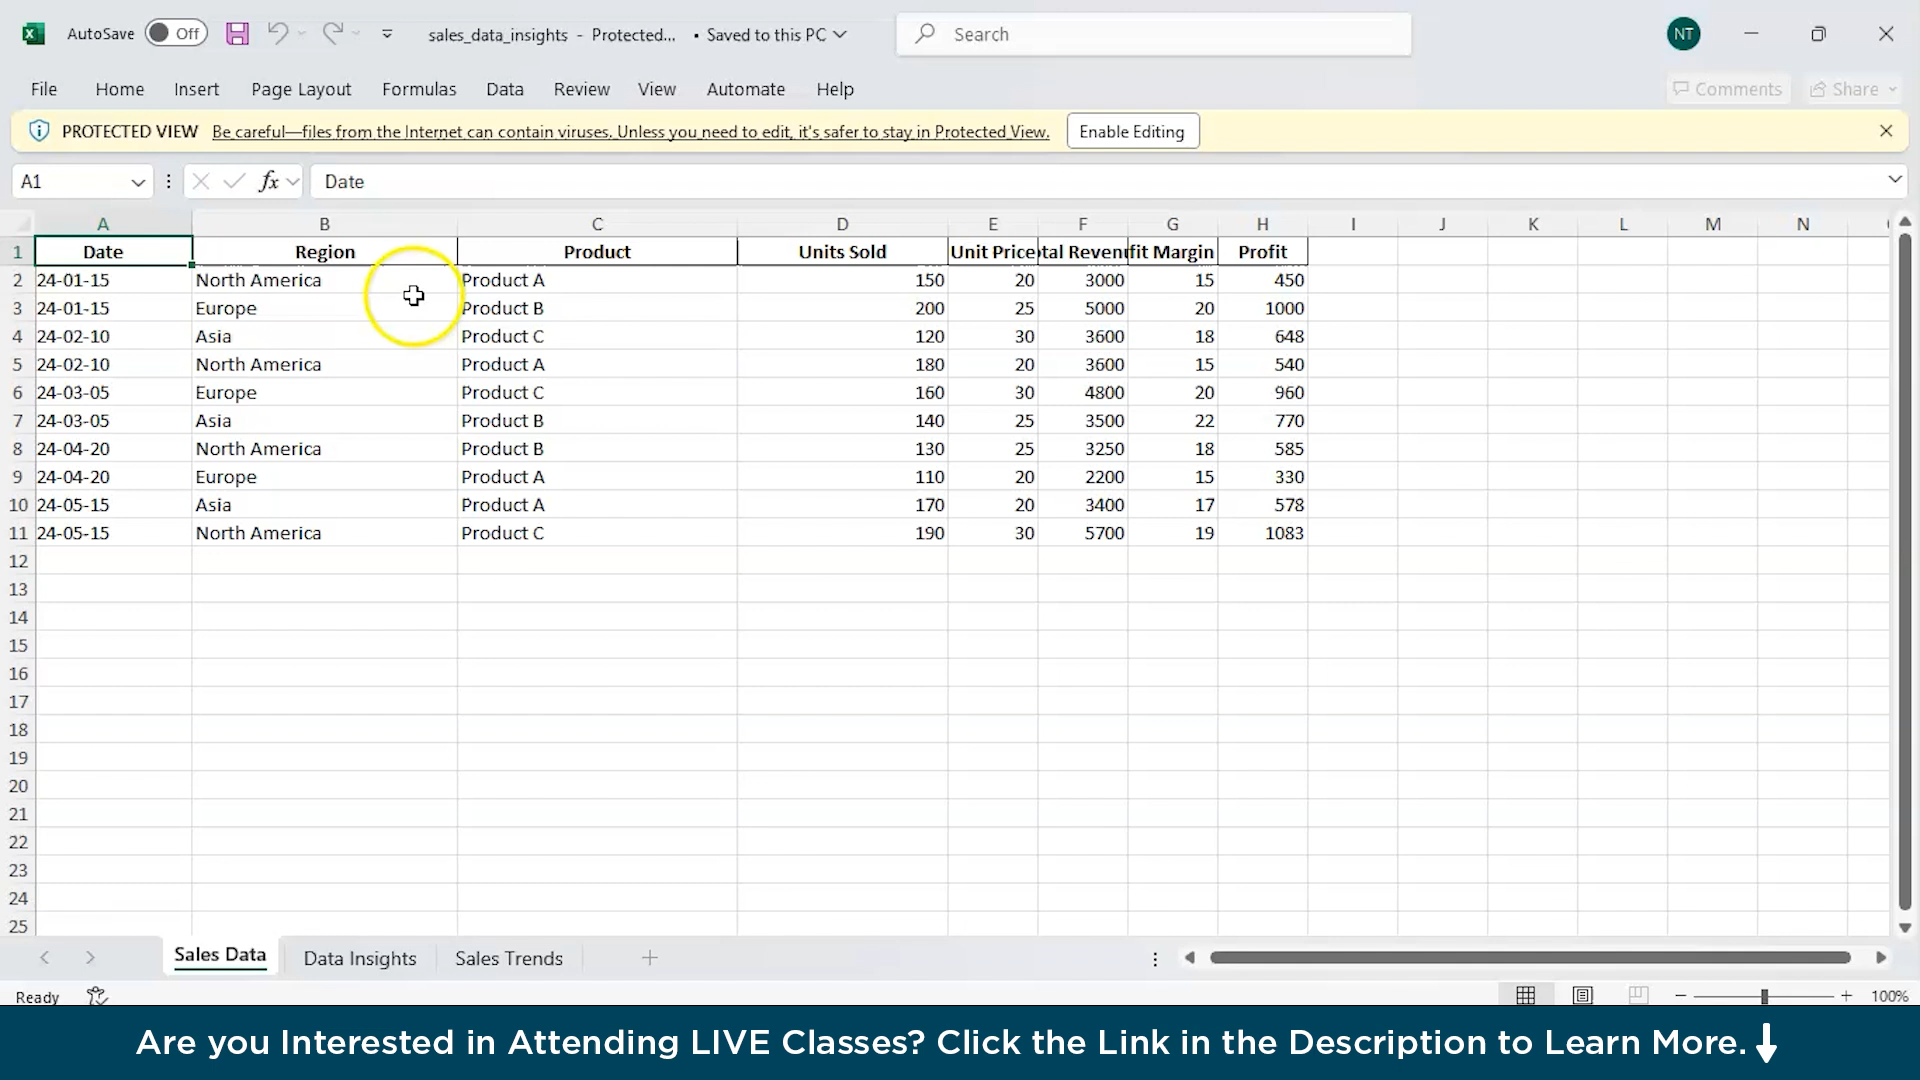 AutoSave Off sales_data_insights - Protected... • Saved to this PC Search NT
File Home Insert Page Layout Formulas Data Review View Automate Help Comments Share
PROTECTED VIEW Be careful—files from the Internet can contain viruses. Unless you need to edit, it's safer to stay in Protected View. Enable Editing
A1 fx Date
A B C D E F G H I J K L M N
1 Date Region Product Units Sold Unit Price tal Revent fit Margin Profit
2 24-01-15 North America Product A 150 20 3000 15 450
3 24-01-15 Europe Product B 200 25 5000 20 1000
4 24-02-10 Asia Product C 120 30 3600 18 648
5 24-02-10 North America Product A 180 20 3600 15 540
6 24-03-05 Europe Product C 160 30 4800 20 960
7 24-03-05 Asia Product B 140 25 3500 22 770
8 24-04-20 North America Product B 130 25 3250 18 585
9 24-04-20 Europe Product A 110 20 2200 15 330
10 24-05-15 Asia Product A 170 20 3400 17 578
11 24-05-15 North America Product C 190 30 5700 19 1083
12
13
14
15
16
17
18
19
20
21
22
23
24
25
Sales Data Data Insights Sales Trends
Ready 100%
Are you Interested in Attending LIVE Classes? Click the Link in the Description to Learn More.